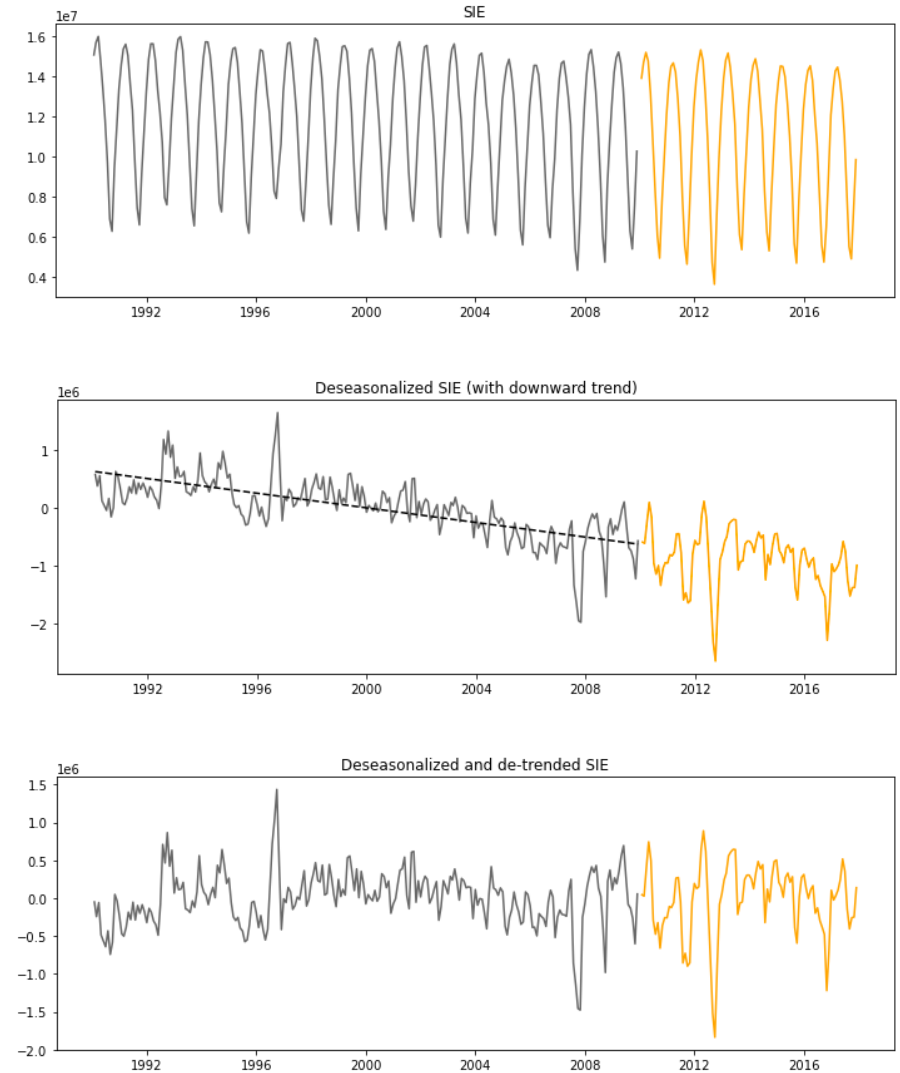 SIE
1e7
1.6
1.4
1.2
1.0
0.8
0.6
0.4
1992 1996 2000 2004 2008 2012 2016
Deseasonalized SIE (with downward trend)
1e6
1
0
−1
−2
1992 1996 2000 2004 2008 2012 2016
Deseasonalized and de-trended SIE
1e6
1.5
1.0
0.5
0.0
−0.5
−1.0
−1.5
−2.0
1992 1996 2000 2004 2008 2012 2016